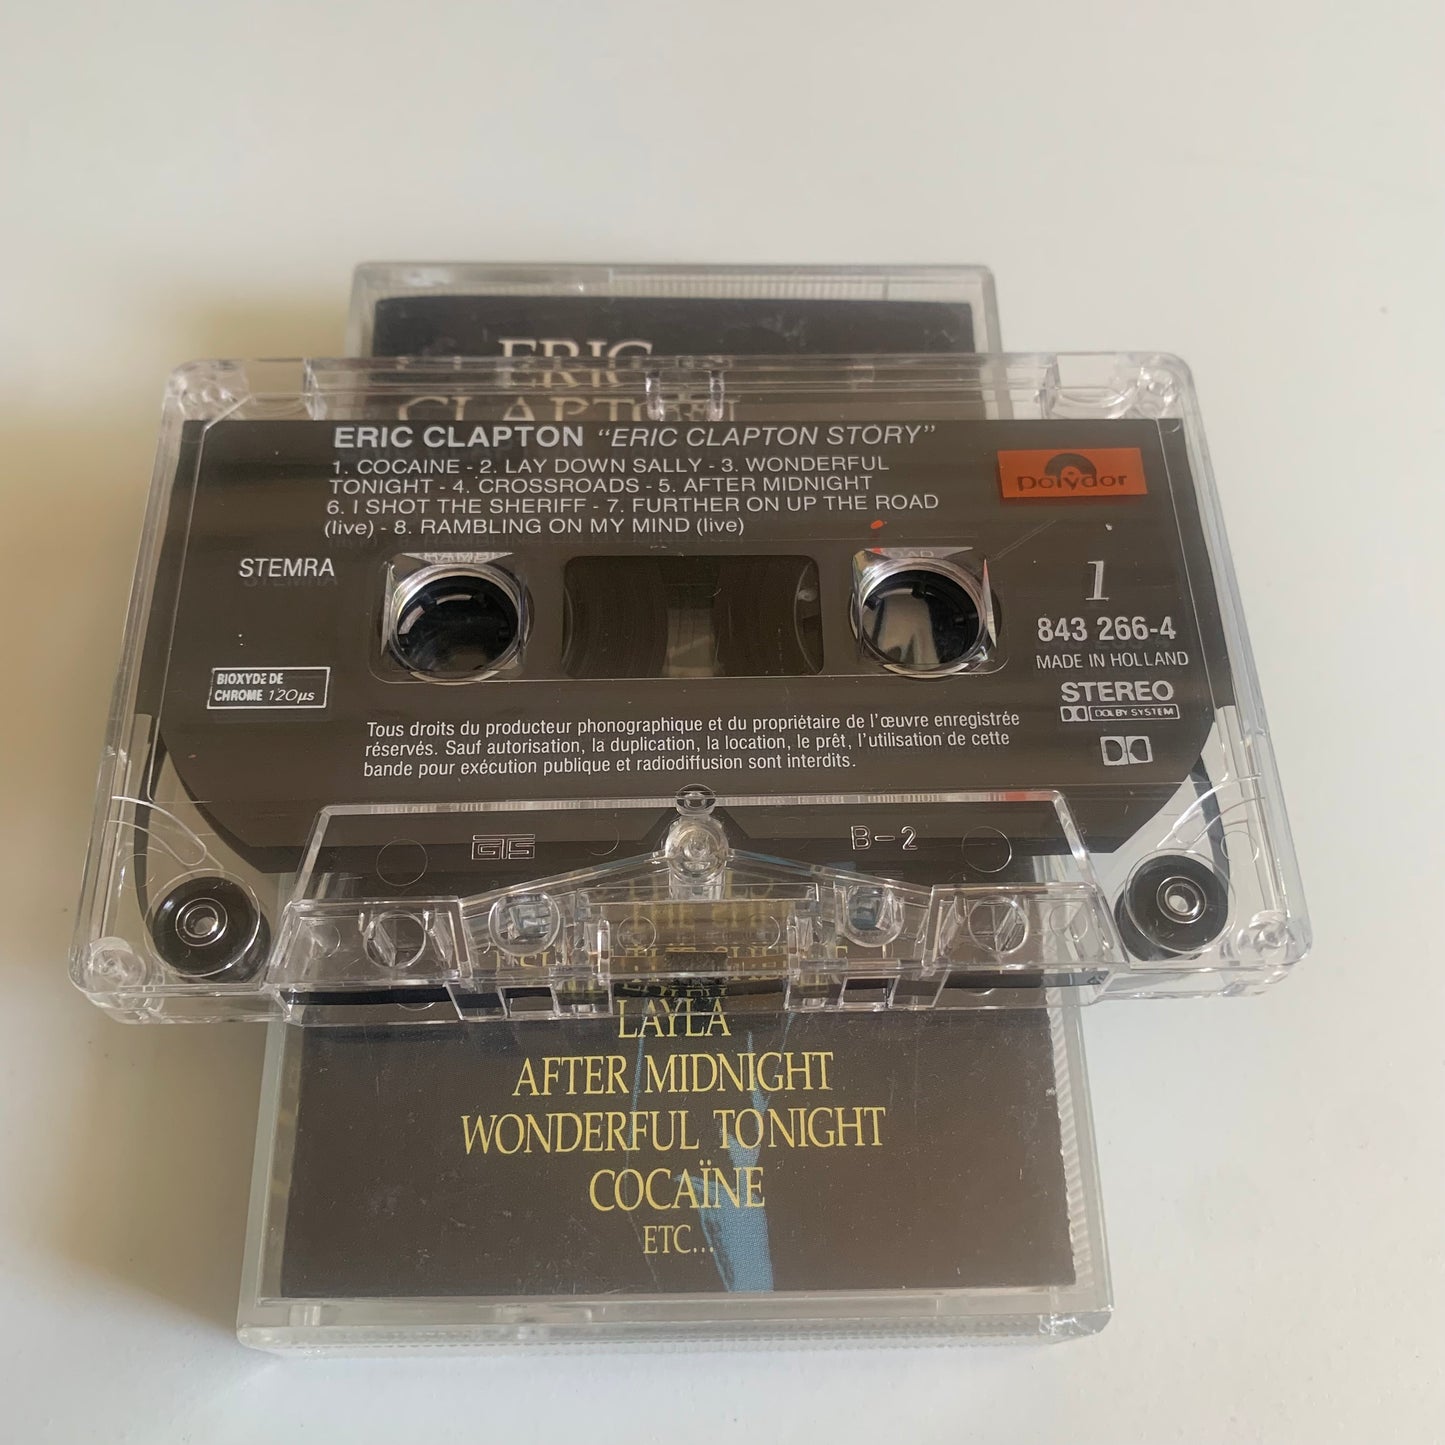 ERIC
CLAPTON
ERIC CLAPTON "ERIC CLAPTON STORY"
1. COCAINE - 2. LAY DOWN SALLY - 3. WONDERFUL
TONIGHT - 4. CROSSROADS - 5. AFTER MIDNIGHT
6. I SHOT THE SHERIFF - 7. FURTHER ON UP THE ROAD
(live) - 8. RAMBLING ON MY MIND (live)
polydor
STEMRA
1
843 266-4
MADE IN HOLLAND
STEREO
DOLBY SYSTEM
BIOXYDE DE
CHROME 120µs
Tous droits du producteur phonographique et du propriétaire de l'œuvre enregistrée
réservés. Sauf autorisation, la duplication, la location, le prêt, l'utilisation de cette
bande pour exécution publique et radiodiffusion sont interdits.
B-2
LAYLA
AFTER MIDNIGHT
WONDERFUL TONIGHT
COCAÏNE
ETC...